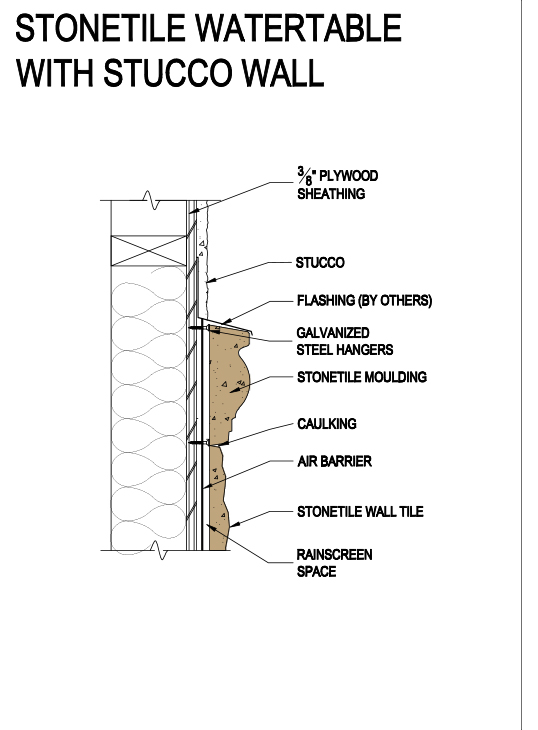 STONETILE WATERTABLE
WITH STUCCO WALL
3/8" PLYWOOD
SHEATHING
STUCCO
FLASHING (BY OTHERS)
GALVANIZED
STEEL HANGERS
STONETILE MOULDING
CAULKING
AIR BARRIER
STONETILE WALL TILE
RAINSCREEN
SPACE